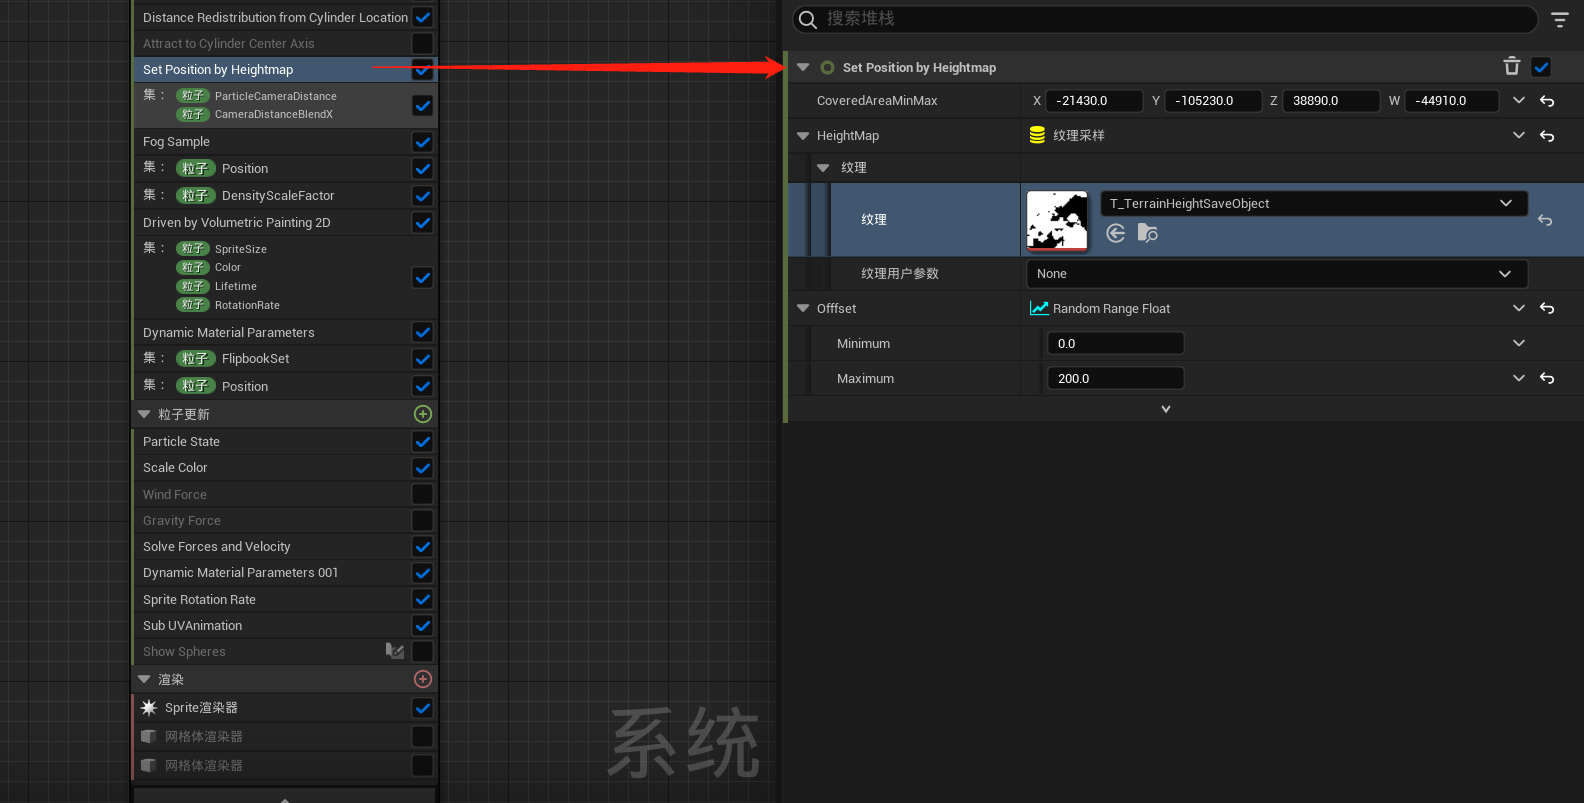 Distance Redistribution from Cylinder Location
Attract to Cylinder Center Axis
Set Position by Heightmap
集： 粒子 ParticleCameraDistance
粒子 CameraDistanceBlendX
Fog Sample
集： 粒子 Position
集： 粒子 DensityScaleFactor
Driven by Volumetric Painting 2D
集： 粒子 SpriteSize
粒子 Color
粒子 Lifetime
粒子 RotationRate
Dynamic Material Parameters
集： 粒子 FlipbookSet
集： 粒子 Position
粒子更新
Particle State
Scale Color
Wind Force
Gravity Force
Solve Forces and Velocity
Dynamic Material Parameters 001
Sprite Rotation Rate
Sub UVAnimation
Show Spheres
渲染
Sprite渲染器
网格体渲染器
网格体渲染器
系统
搜索堆栈
Set Position by Heightmap
CoveredAreaMinMax X -21430.0 Y -105230.0 Z 38890.0 W -44910.0
HeightMap 纹理采样
纹理
纹理 T_TerrainHeightSaveObject
纹理用户参数 None
Offfset Random Range Float
Minimum 0.0
Maximum 200.0